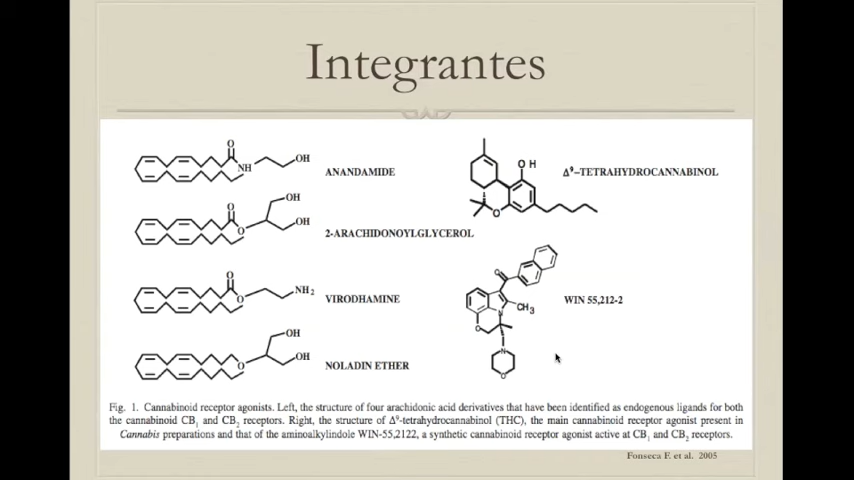 Integrantes
O
NH
OH
ANANDAMIDE
O
O
OH
OH
2-ARACHIDONOYLGLYCEROL
O
O
NH2
VIRODHAMINE
O
OH
OH
NOLADIN ETHER
O H
O
Δ9–TETRAHYDROCANNABINOL
O
CH3
N
O
N
O
WIN 55,212-2
Fig. 1. Cannabinoid receptor agonists. Left, the structure of four arachidonic acid derivatives that have been identified as endogenous ligands for both
the cannabinoid CB1 and CB2 receptors. Right, the structure of Δ9-tetrahydrocannabinol (THC), the main cannabinoid receptor agonist present in
Cannabis preparations and that of the aminoalkylindole WIN-55,2122, a synthetic cannabinoid receptor agonist active at CB1 and CB2 receptors.
Fonseca F. et al. 2005